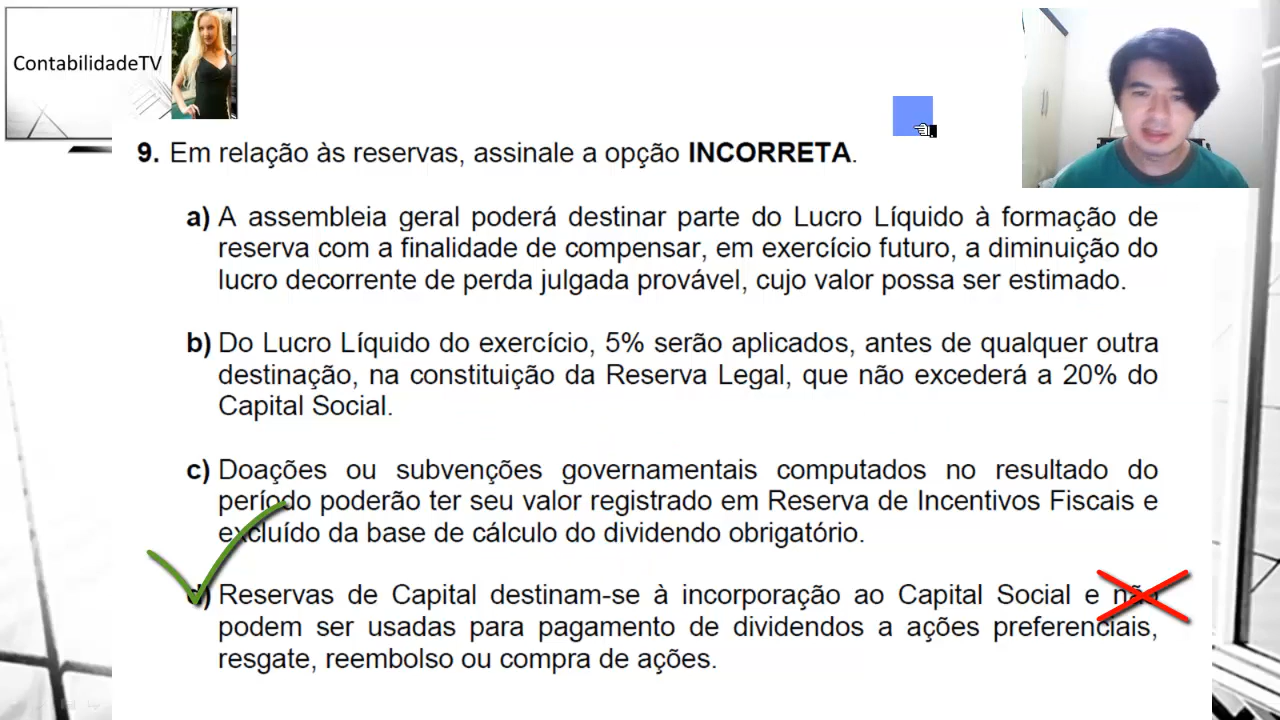 ContabilidadeTV
9. Em relação às reservas, assinale a opção INCORRETA.
a) A assembleia geral poderá destinar parte do Lucro Líquido à formação de
reserva com a finalidade de compensar, em exercício futuro, a diminuição do
lucro decorrente de perda julgada provável, cujo valor possa ser estimado.
b) Do Lucro Líquido do exercício, 5% serão aplicados, antes de qualquer outra
destinação, na constituição da Reserva Legal, que não excederá a 20% do
Capital Social.
c) Doações ou subvenções governamentais computados no resultado do
período poderão ter seu valor registrado em Reserva de Incentivos Fiscais e
excluído da base de cálculo do dividendo obrigatório.
d) Reservas de Capital destinam-se à incorporação ao Capital Social e não
podem ser usadas para pagamento de dividendos a ações preferenciais,
resgate, reembolso ou compra de ações.